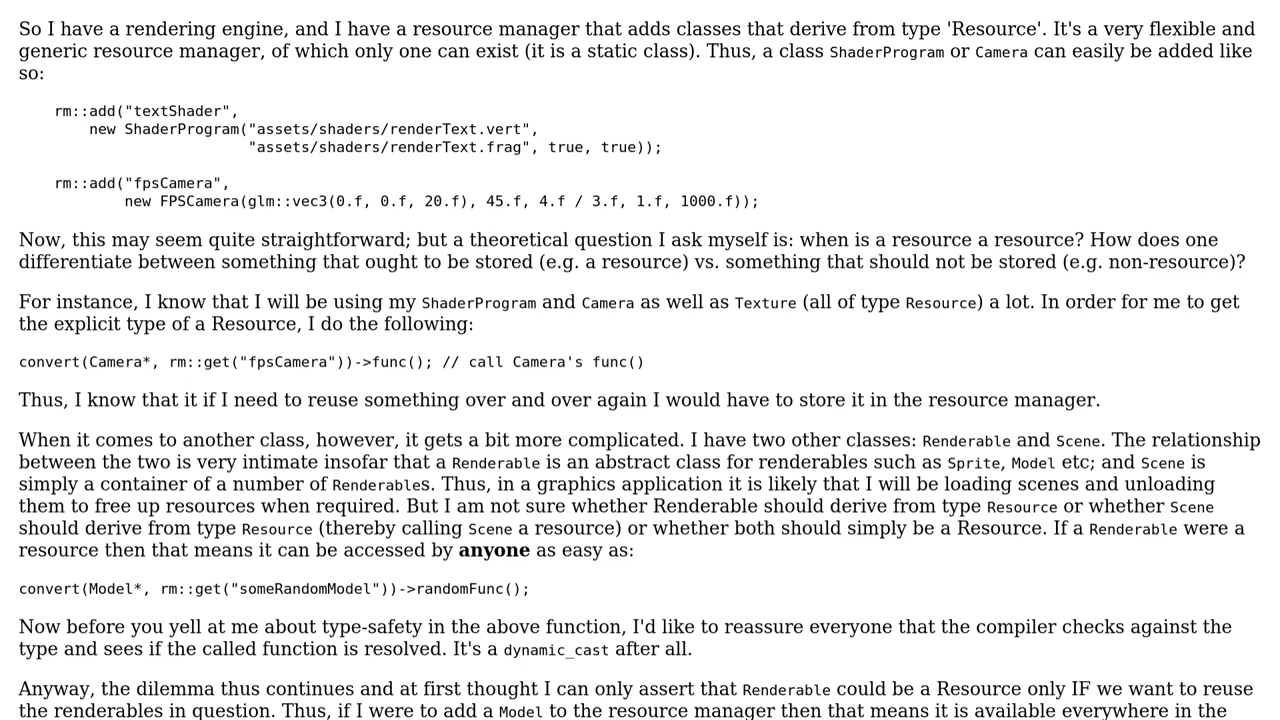 So I have a rendering engine, and I have a resource manager that adds classes that derive from type 'Resource'. It's a very flexible and
generic resource manager, of which only one can exist (it is a static class). Thus, a class ShaderProgram or Camera can easily be added like
so:
rm::add("textShader",
new ShaderProgram("assets/shaders/renderText.vert",
"assets/shaders/renderText.frag", true, true));
rm::add("fpsCamera",
new FPSCamera(glm::vec3(0.f, 0.f, 20.f), 45.f, 4.f / 3.f, 1.f, 1000.f));
Now, this may seem quite straightforward; but a theoretical question I ask myself is: when is a resource a resource? How does one
differentiate between something that ought to be stored (e.g. a resource) vs. something that should not be stored (e.g. non-resource)?
For instance, I know that I will be using my ShaderProgram and Camera as well as Texture (all of type Resource) a lot. In order for me to get
the explicit type of a Resource, I do the following:
convert(Camera*, rm::get("fpsCamera"))->func(); // call Camera's func()
Thus, I know that it if I need to reuse something over and over again I would have to store it in the resource manager.
When it comes to another class, however, it gets a bit more complicated. I have two other classes: Renderable and Scene. The relationship
between the two is very intimate insofar that a Renderable is an abstract class for renderables such as Sprite, Model etc; and Scene is
simply a container of a number of Renderables. Thus, in a graphics application it is likely that I will be loading scenes and unloading
them to free up resources when required. But I am not sure whether Renderable should derive from type Resource or whether Scene
should derive from type Resource (thereby calling Scene a resource) or whether both should simply be a Resource. If a Renderable were a
resource then that means it can be accessed by anyone as easy as:
convert(Model*, rm::get("someRandomModel"))->randomFunc();
Now before you yell at me about type-safety in the above function, I'd like to reassure everyone that the compiler checks against the
type and sees if the called function is resolved. It's a dynamic_cast after all.
Anyway, the dilemma thus continues and at first thought I can only assert that Renderable could be a Resource only IF we want to reuse
the renderables in question. Thus, if I were to add a Model to the resource manager then that means it is available everywhere in the